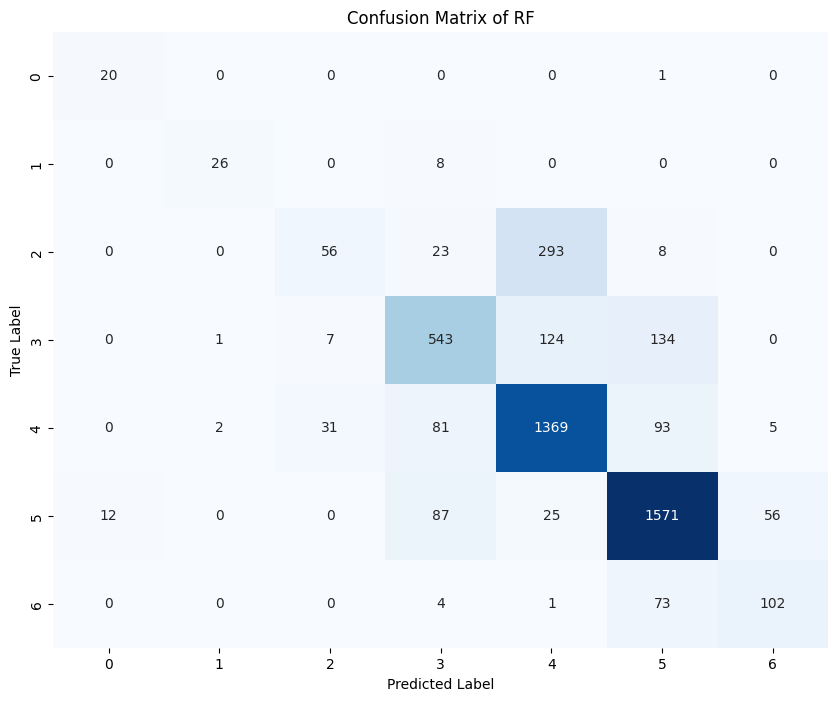 Confusion Matrix of RF
0 20 0 0 0 0 1 0
1 0 26 0 8 0 0 0
2 0 0 56 23 293 8 0
3 0 1 7 543 124 134 0
4 0 2 31 81 1369 93 5
5 12 0 0 87 25 1571 56
6 0 0 0 4 1 73 102
0 1 2 3 4 5 6
True Label
Predicted Label